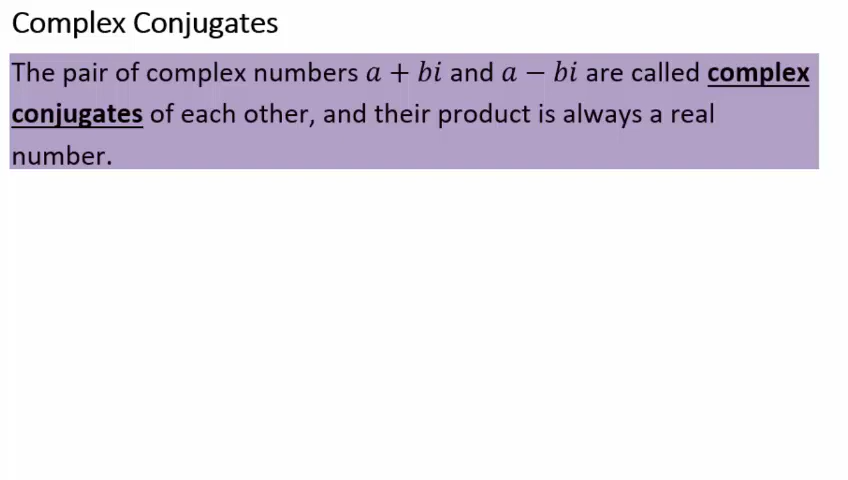 Complex Conjugates
The pair of complex numbers a + bi and a − bi are called complex
conjugates of each other, and their product is always a real
number.